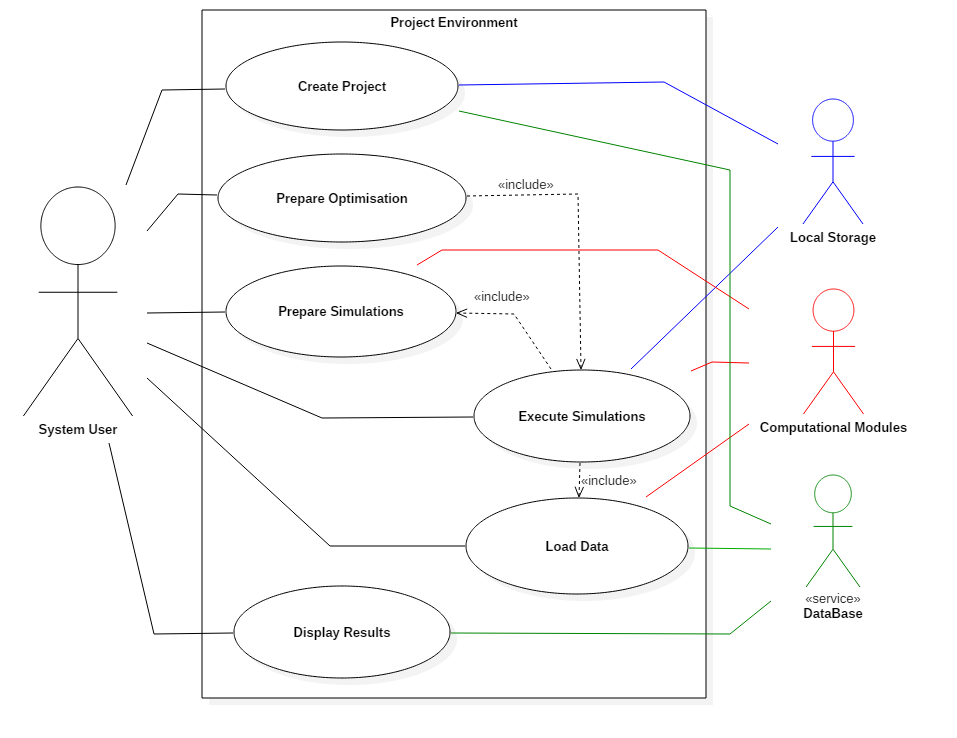 Project Environment
Create Project
Prepare Optimisation
«include»
Prepare Simulations
«include»
Execute Simulations
«include»
Load Data
Display Results
System User
Local Storage
Computational Modules
«service»
DataBase